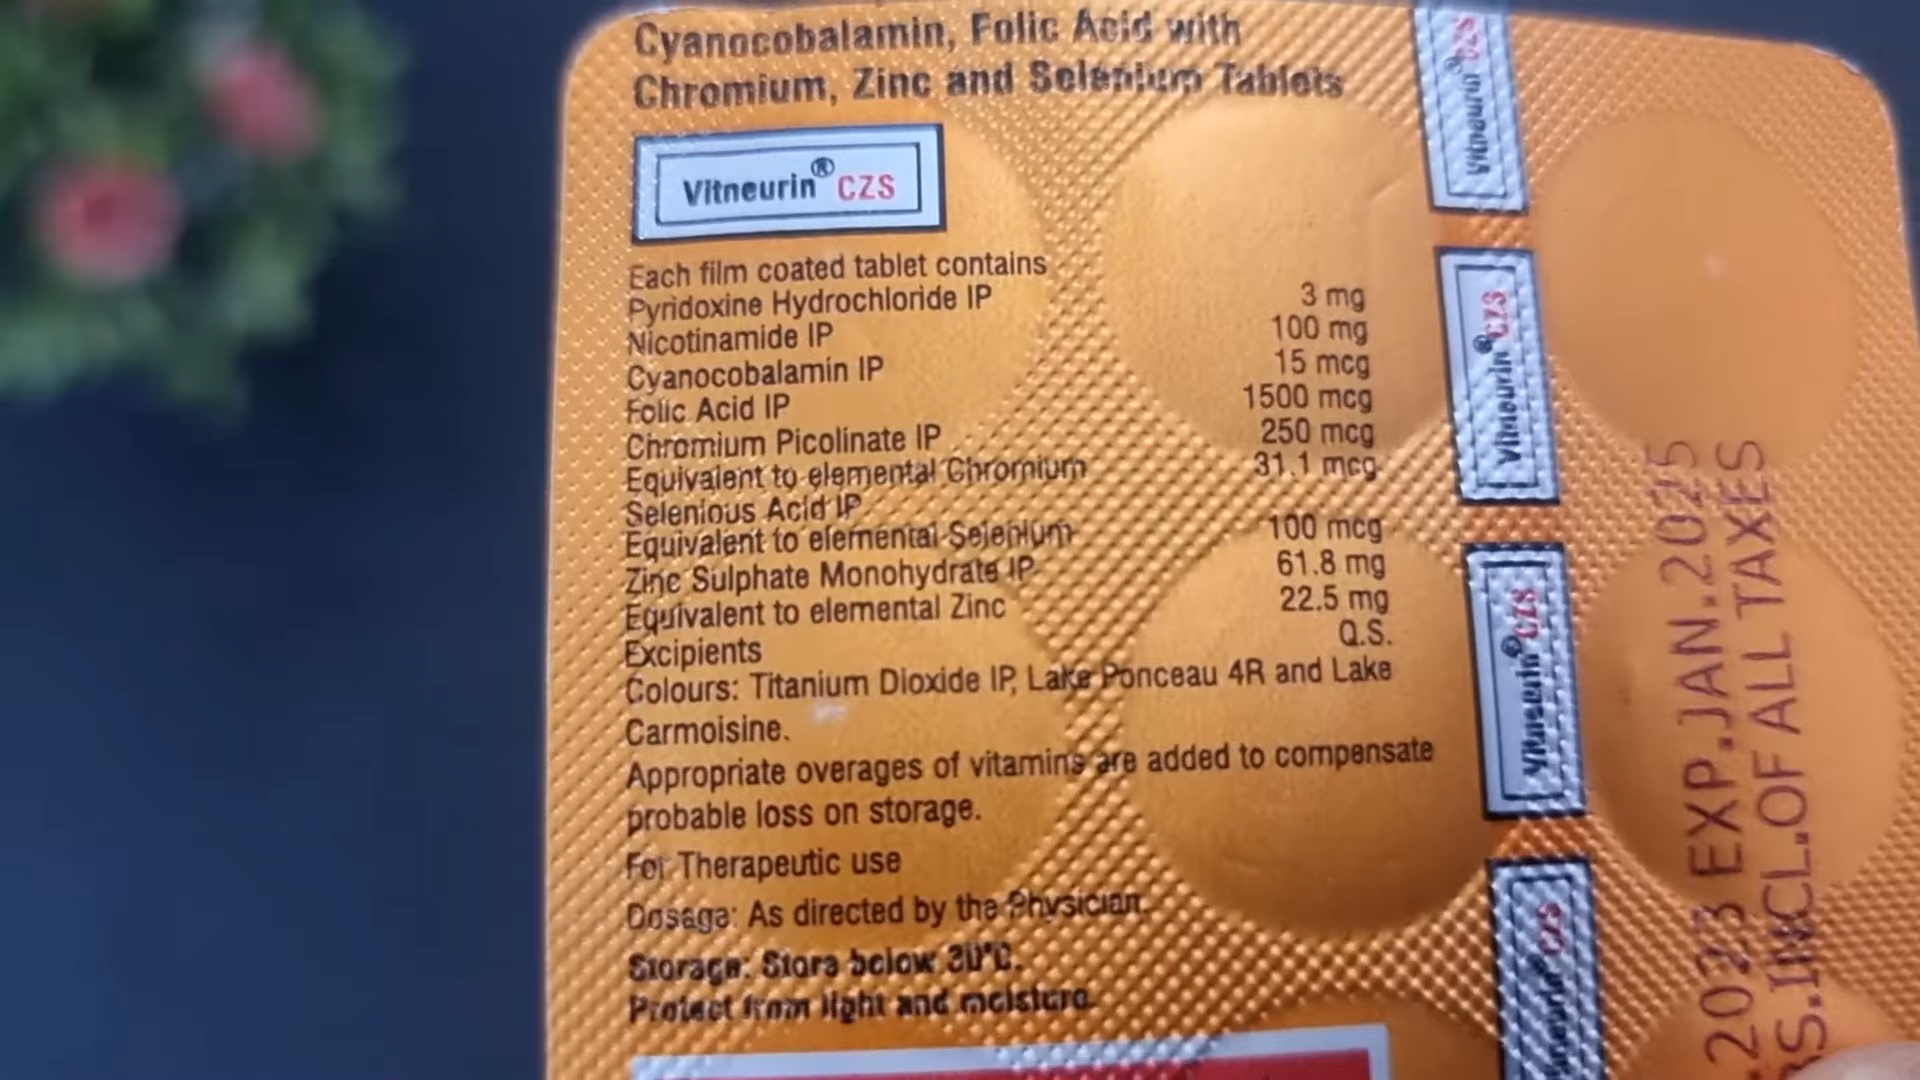 Cyanocobalamin, Folic Acid with
Chromium, Zinc and Selenium Tablets
Vitneurin® CZS
Each film coated tablet contains
Pyridoxine Hydrochloride IP 3 mg
Nicotinamide IP 100 mg
Cyanocobalamin IP 15 mcg
Folic Acid IP 1500 mcg
Chromium Picolinate IP 250 mcg
Equivalent to elemental Chromium 31.1 mcg
Selenious Acid IP
Equivalent to elemental Selenium 100 mcg
Zinc Sulphate Monohydrate IP 61.8 mg
Equivalent to elemental Zinc 22.5 mg
Excipients Q.S.
Colours: Titanium Dioxide IP, Lake Ponceau 4R and Lake
Carmoisine.
Appropriate overages of vitamins are added to compensate
probable loss on storage.
For Therapeutic use
Dosage: As directed by the Physician.
Storage: Store below 30°C.
Protect from light and moisture.
Vitneurin® CZS
Vitneurin® CZS
Vitneurin® CZS
Vitneurin® CZS
.2023 EXP.JAN.2025
S.INCL.OF ALL TAXES